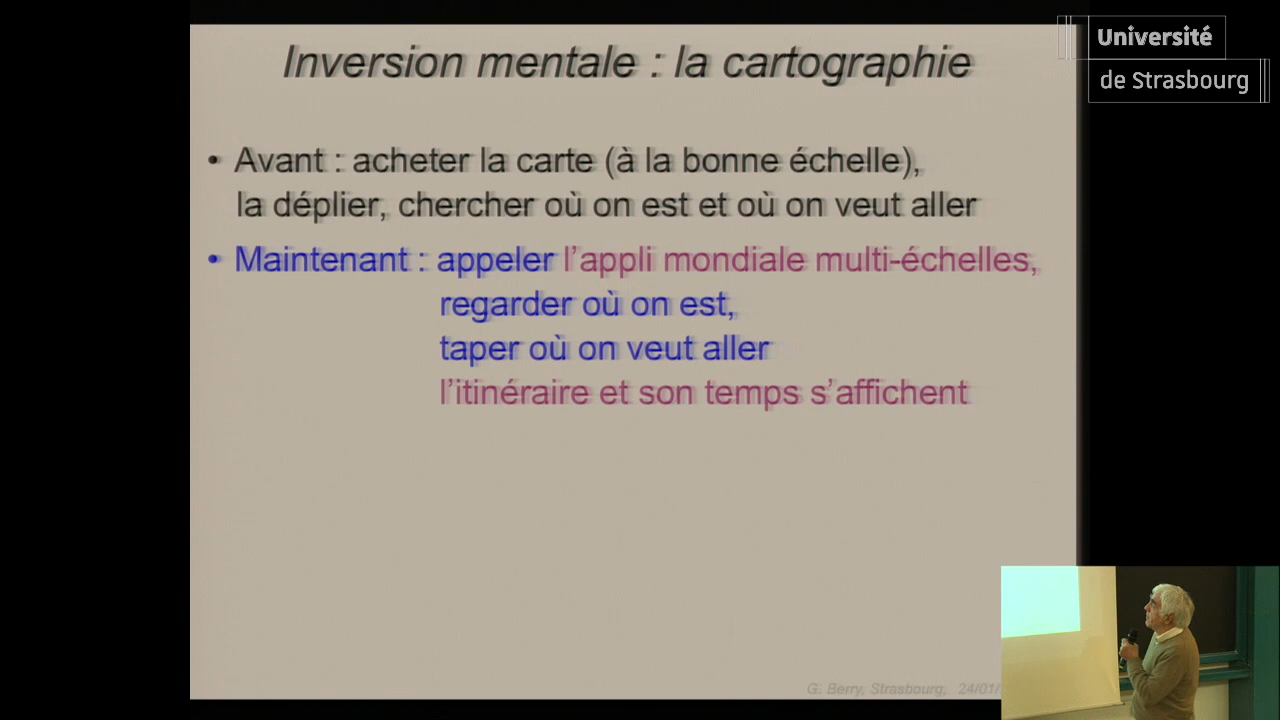 Inversion mentale : la cartographie
Université
de Strasbourg
• Avant : acheter la carte (à la bonne échelle),
la déplier, chercher où on est et où on veut aller
• Maintenant : appeler l'appli mondiale multi-échelles,
regarder où on est,
taper où on veut aller
l'itinéraire et son temps s'affichent
G. Berry, Strasbourg, 24/01/